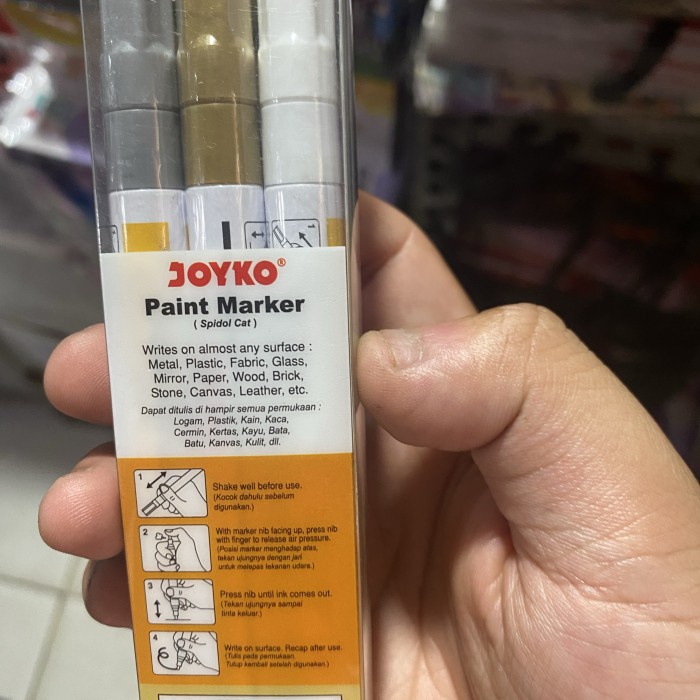 JOYKO®
Paint Marker
( Spidol Cat )
Writes on almost any surface :
Metal, Plastic, Fabric, Glass,
Mirror, Paper, Wood, Brick,
Stone, Canvas, Leather, etc.
Dapat ditulis di hampir semua permukaan :
Logam, Plastik, Kain, Kaca,
Cermin, Kertas, Kayu, Bata,
Batu, Kanvas, Kulit, dll.
1
Shake well before use.
(Kocok dahulu sebelum
digunakan.)
2
With marker nib facing up, press nib
with finger to release air pressure.
(Posisi marker menghadap atas,
tekan ujungnya dengan jari
untuk melepas tekanan udara.)
3
Press nib until ink comes out.
(Tekan ujungnya sampai
tinta keluar.)
4
Write on surface. Recap after use.
(Tulis pada permukaan.
Tutup kembali setelah digunakan.)